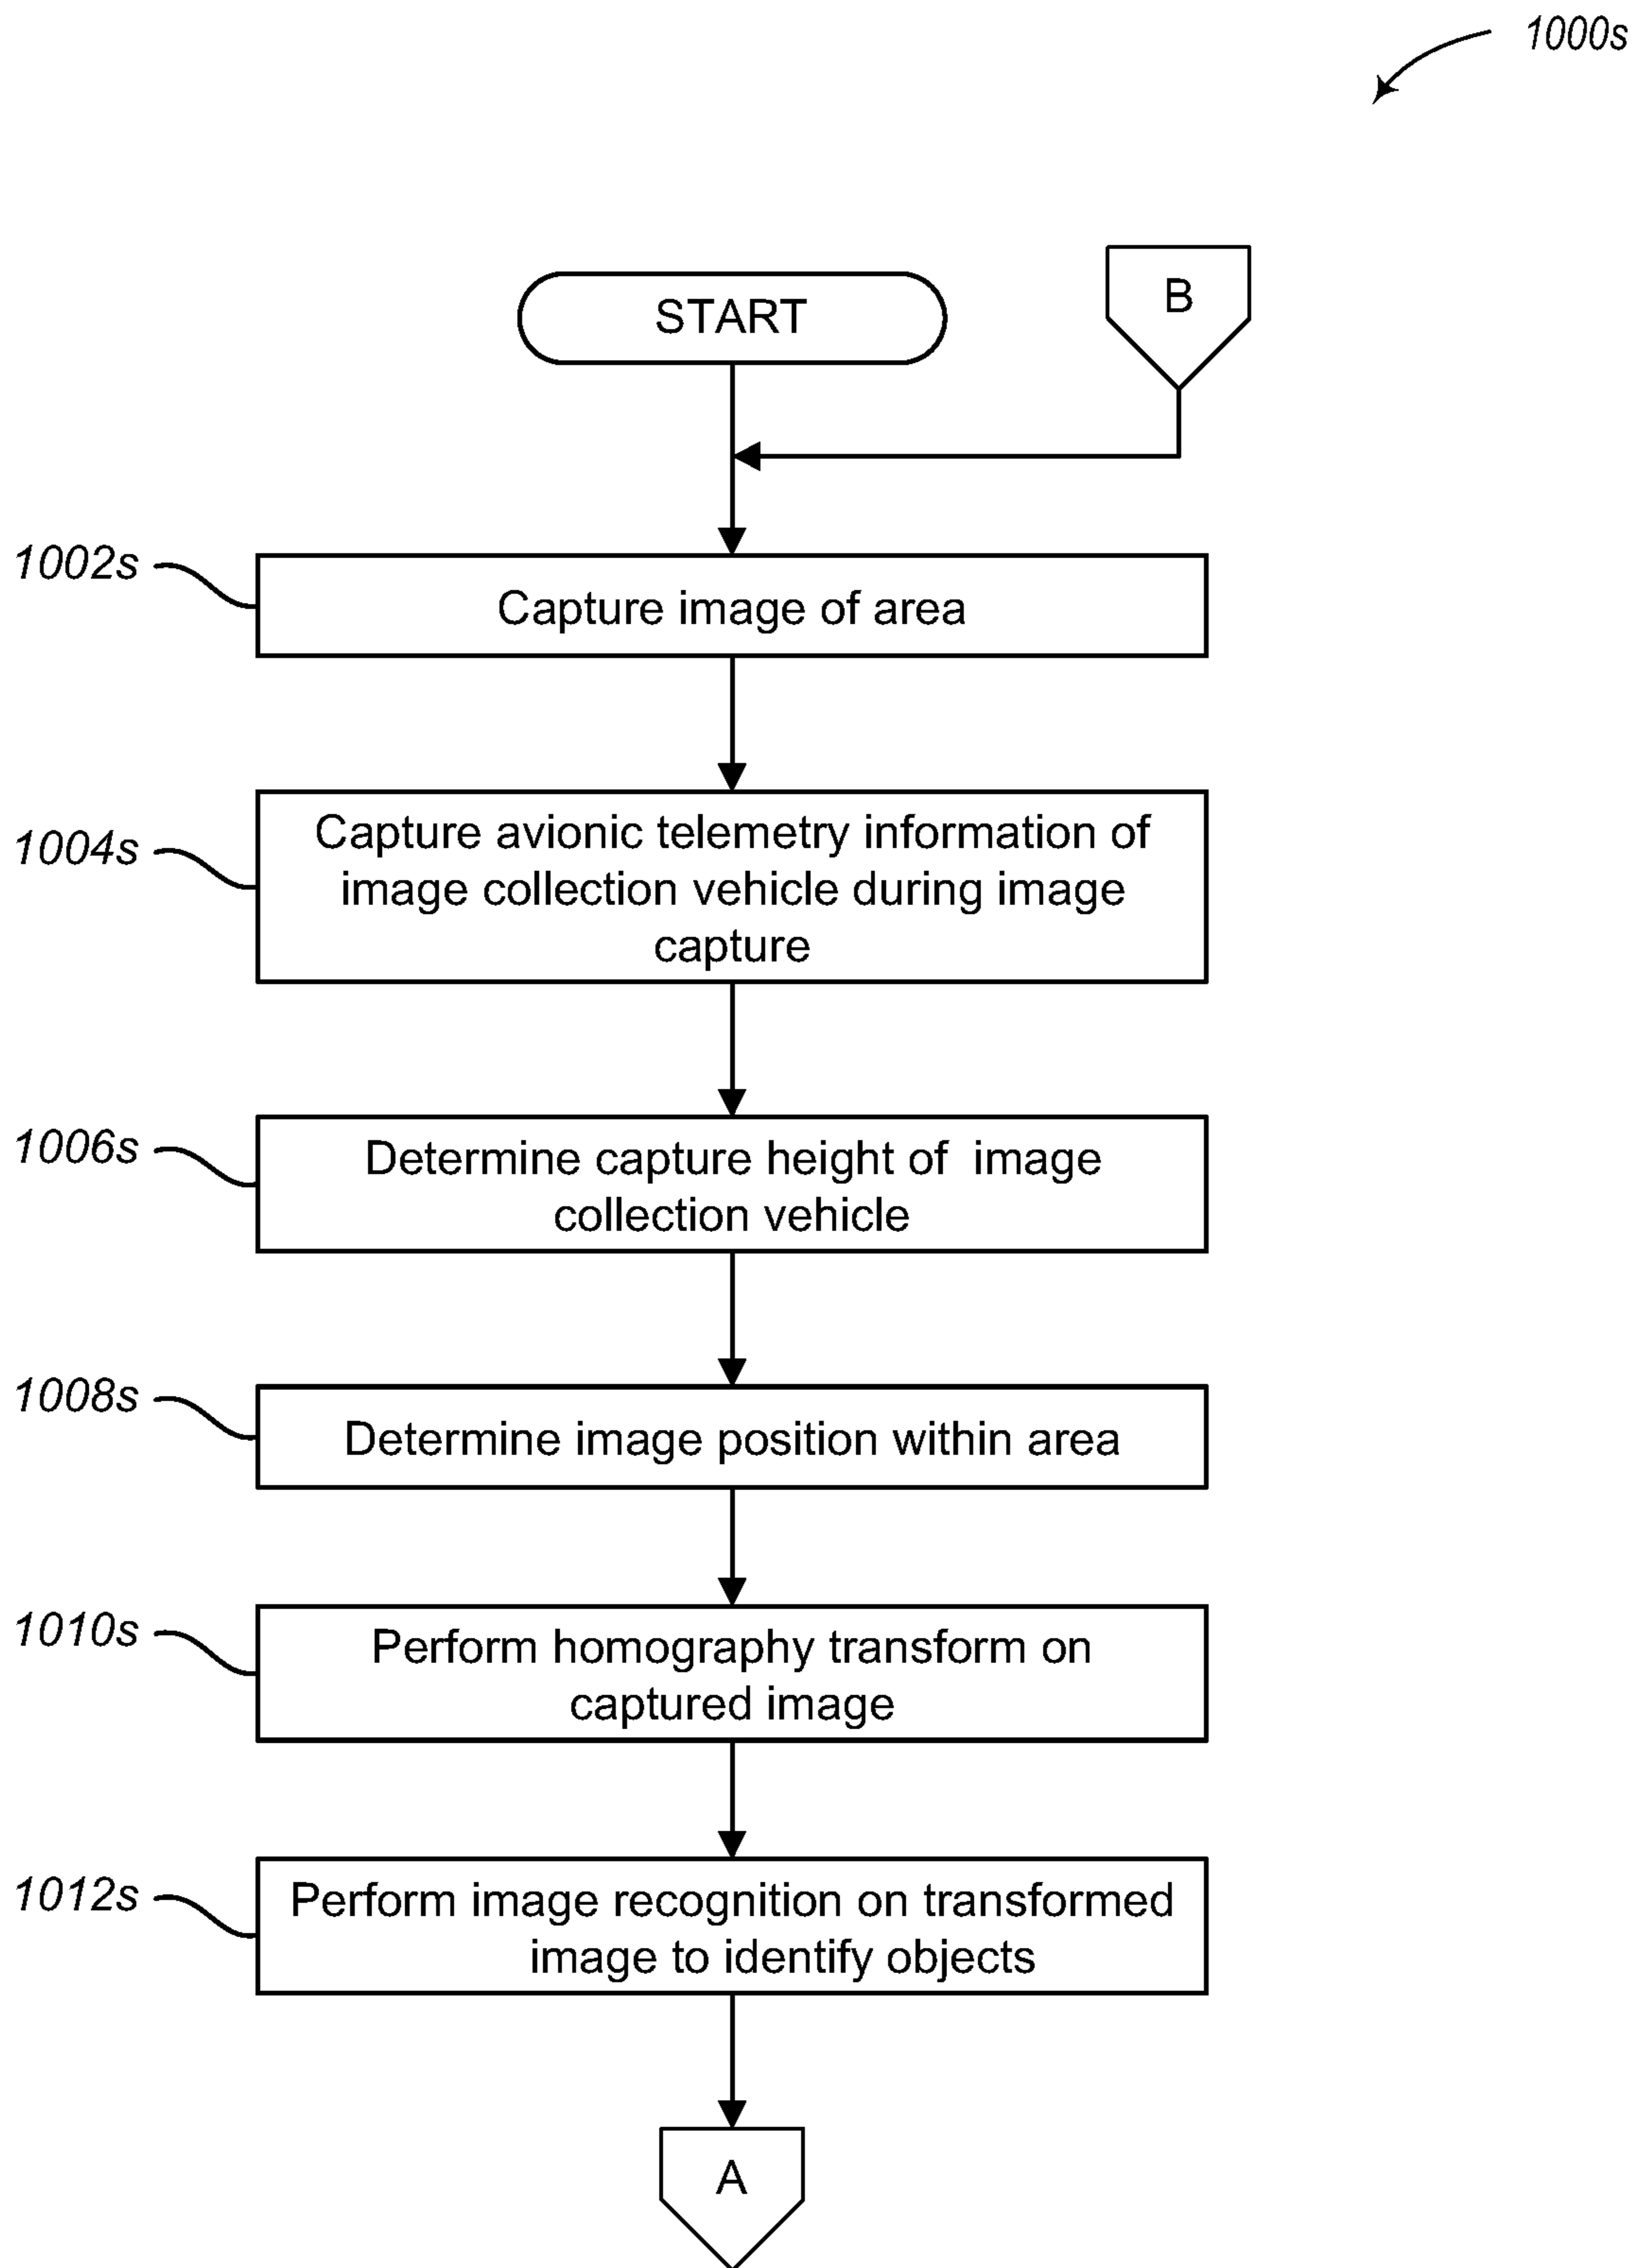 1000s
START
B
1002s
Capture image of area
1004s
Capture avionic telemetry information of
image collection vehicle during image
capture
1006s
Determine capture height of  image
collection vehicle
1008s
Determine image position within area
1010s
Perform homography transform on
captured image
1012s
Perform image recognition on transformed
image to identify objects
A